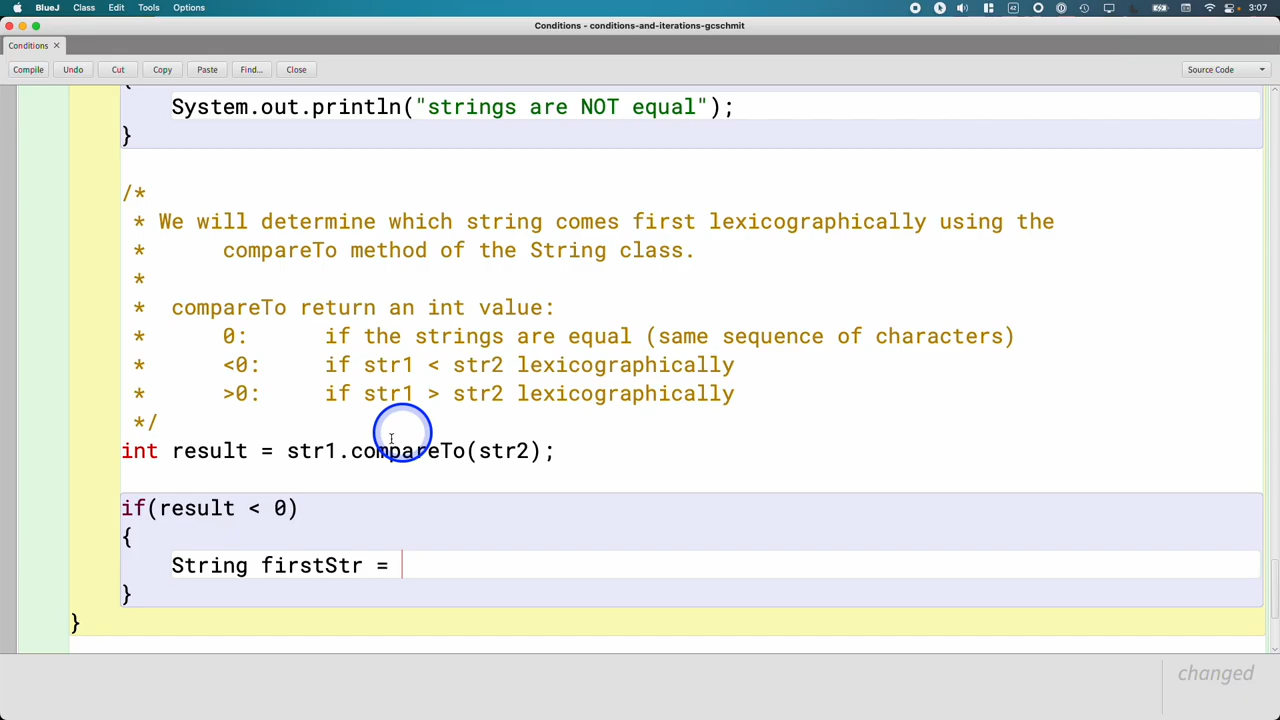 BlueJ Class Edit Tools Options 3:07
Conditions - conditions-and-iterations-gcschmit
Conditions ×
Compile Undo Cut Copy Paste Find... Close Source Code
{
System.out.println("strings are NOT equal");
}
/*
* We will determine which string comes first lexicographically using the
* compareTo method of the String class.
*
* compareTo return an int value:
* 0: if the strings are equal (same sequence of characters)
* <0: if str1 < str2 lexicographically
* >0: if str1 > str2 lexicographically
*/
int result = str1.compareTo(str2);
if(result < 0)
{
String firstStr =
}
}
changed